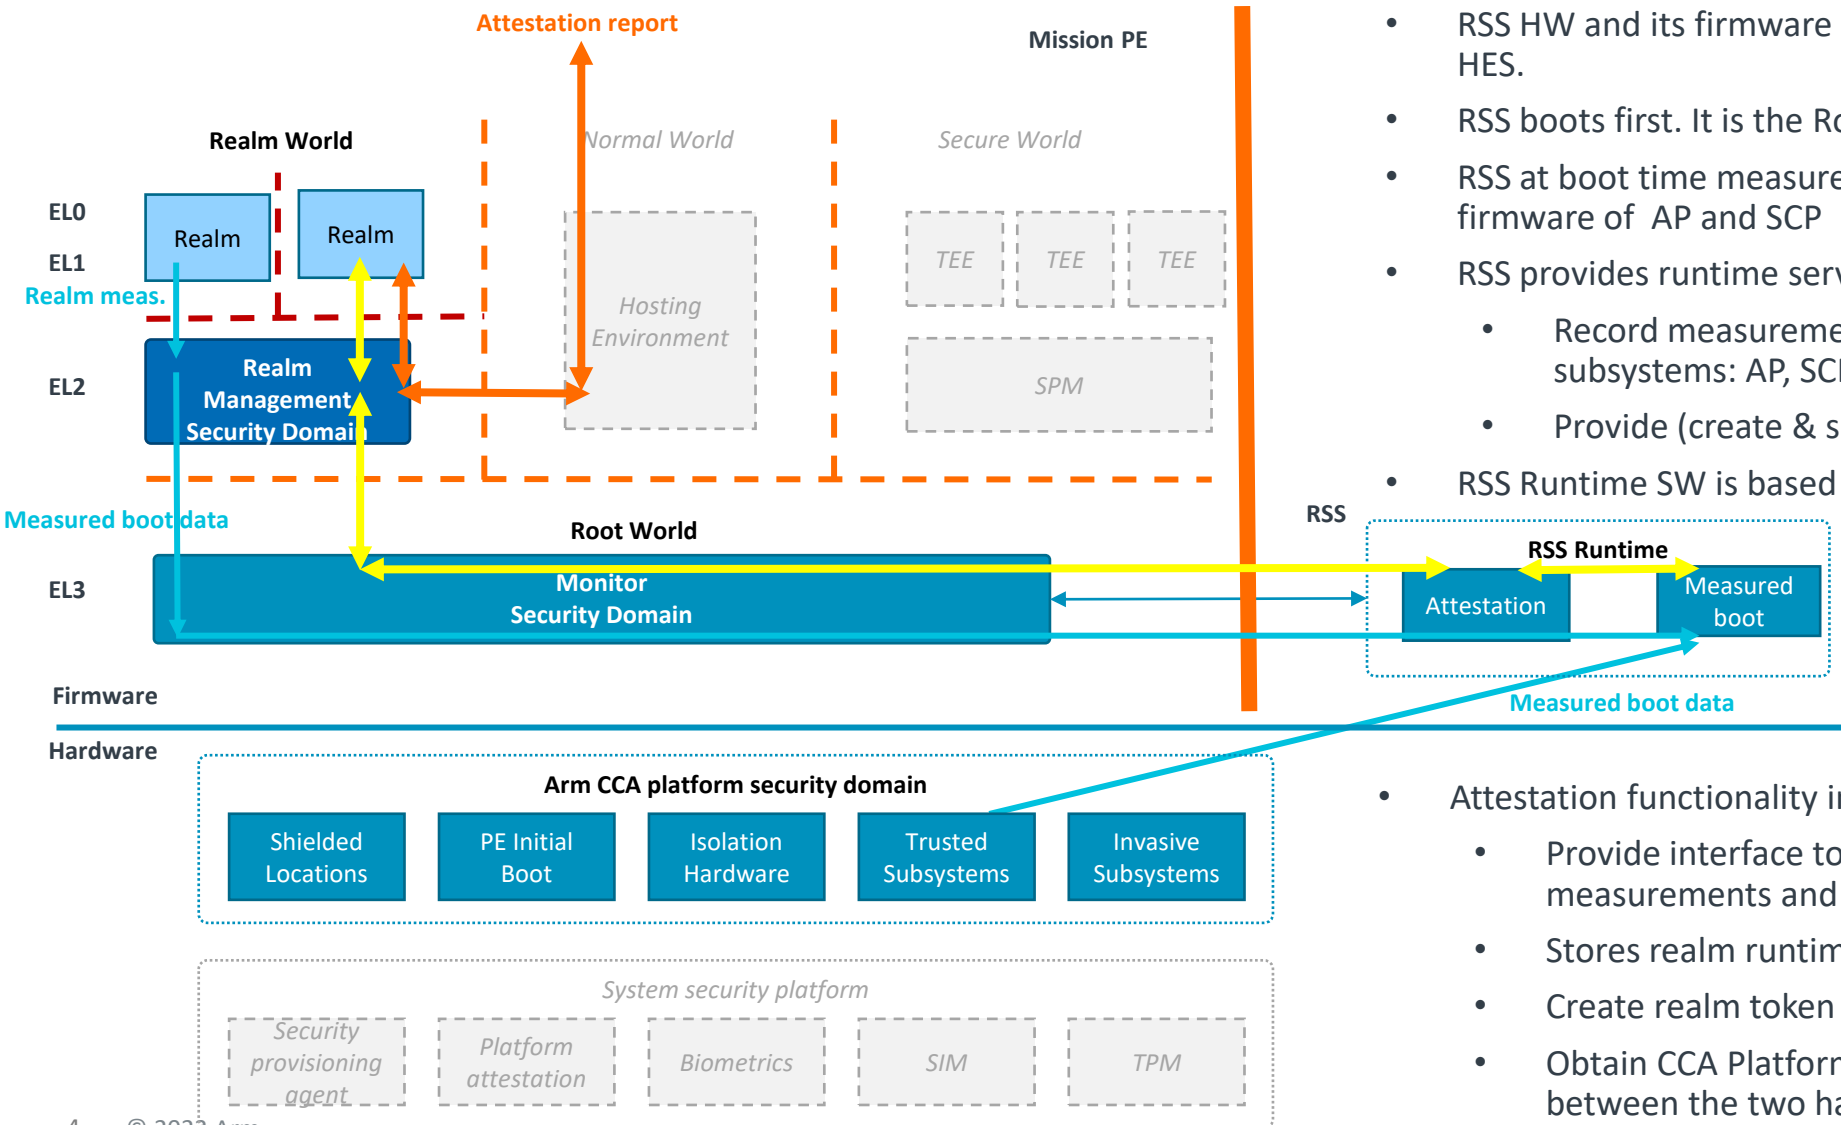 Attestation report
Mission PE
Realm World
Normal World
Secure World
EL0
EL1
Realm
Realm
Realm meas.
Hosting
Environment
TEE
TEE
TEE
EL2
Realm
Management
Security Domain
SPM
Measured boot data
Root World
EL3
Monitor
Security Domain
RSS
RSS Runtime
Attestation
Measured
boot
Measured boot data
Firmware
Hardware
Arm CCA platform security domain
Shielded
Locations
PE Initial
Boot
Isolation
Hardware
Trusted
Subsystems
Invasive
Subsystems
System security platform
Security
provisioning
agent
Platform
attestation
Biometrics
SIM
TPM
4 © 2023 Arm
• RSS HW and its firmware
HES.
• RSS boots first. It is the
• RSS at boot time
firmware of AP and SCP
• RSS provides runtime
• Record
subsystems: AP,
• Provide (create &
• RSS Runtime SW is based
• Attestation functionality
• Provide interface to
measurements and
• Stores realm
• Create realm token
• Obtain CCA
between the two